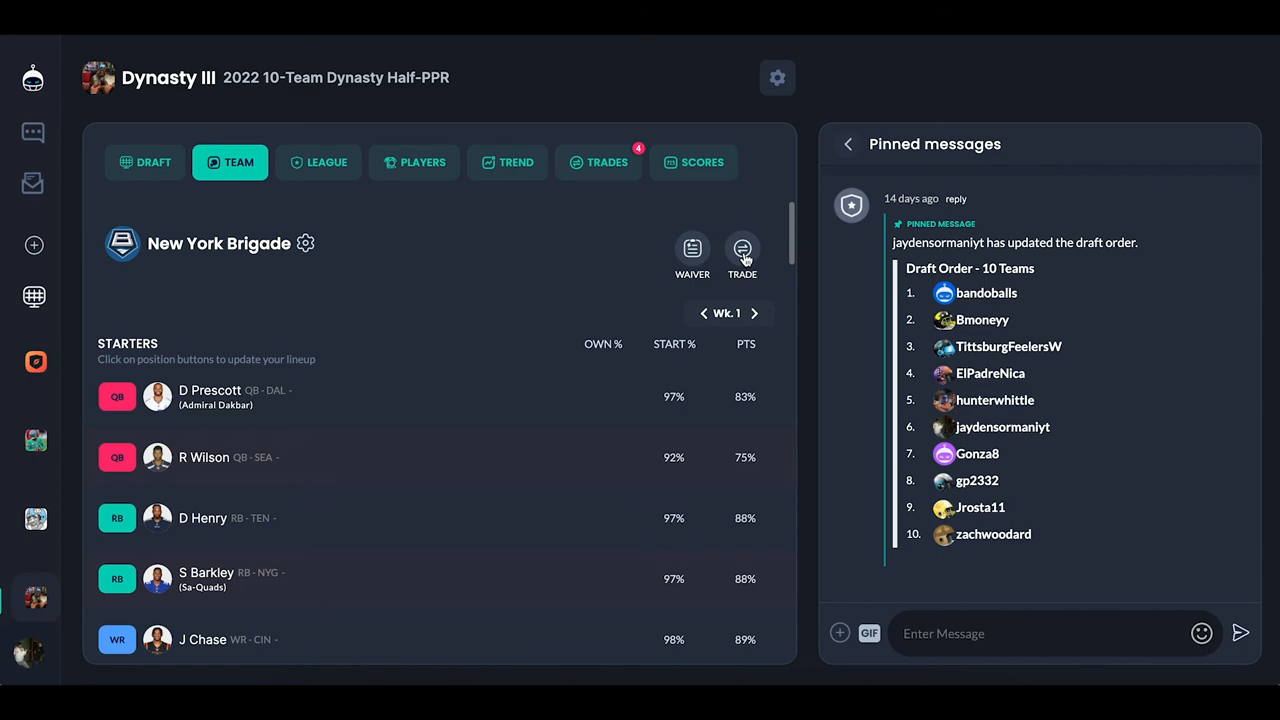 Dynasty III 2022 10-Team Dynasty Half-PPR
DRAFT TEAM LEAGUE PLAYERS TREND TRADES 4 SCORES
New York Brigade
WAIVER TRADE
Wk. 1
STARTERS OWN % START % PTS
Click on position buttons to update your lineup
QB D Prescott QB - DAL - 97% 83%
(Admiral Dakbar)
QB R Wilson QB - SEA - 92% 75%
RB D Henry RB - TEN - 97% 88%
RB S Barkley RB - NYG - 97% 88%
(Sa-Quads)
WR J Chase WR - CIN - 98% 89%
Pinned messages
14 days ago reply
PINNED MESSAGE
jaydensormaniyt has updated the draft order.
Draft Order - 10 Teams
1. bandoballs
2. Bmoneyy
3. TittsburgFeelersW
4. ElPadreNica
5. hunterwhittle
6. jaydensormaniyt
7. Gonza8
8. gp2332
9. Jrosta11
10. zachwoodard
GIF Enter Message